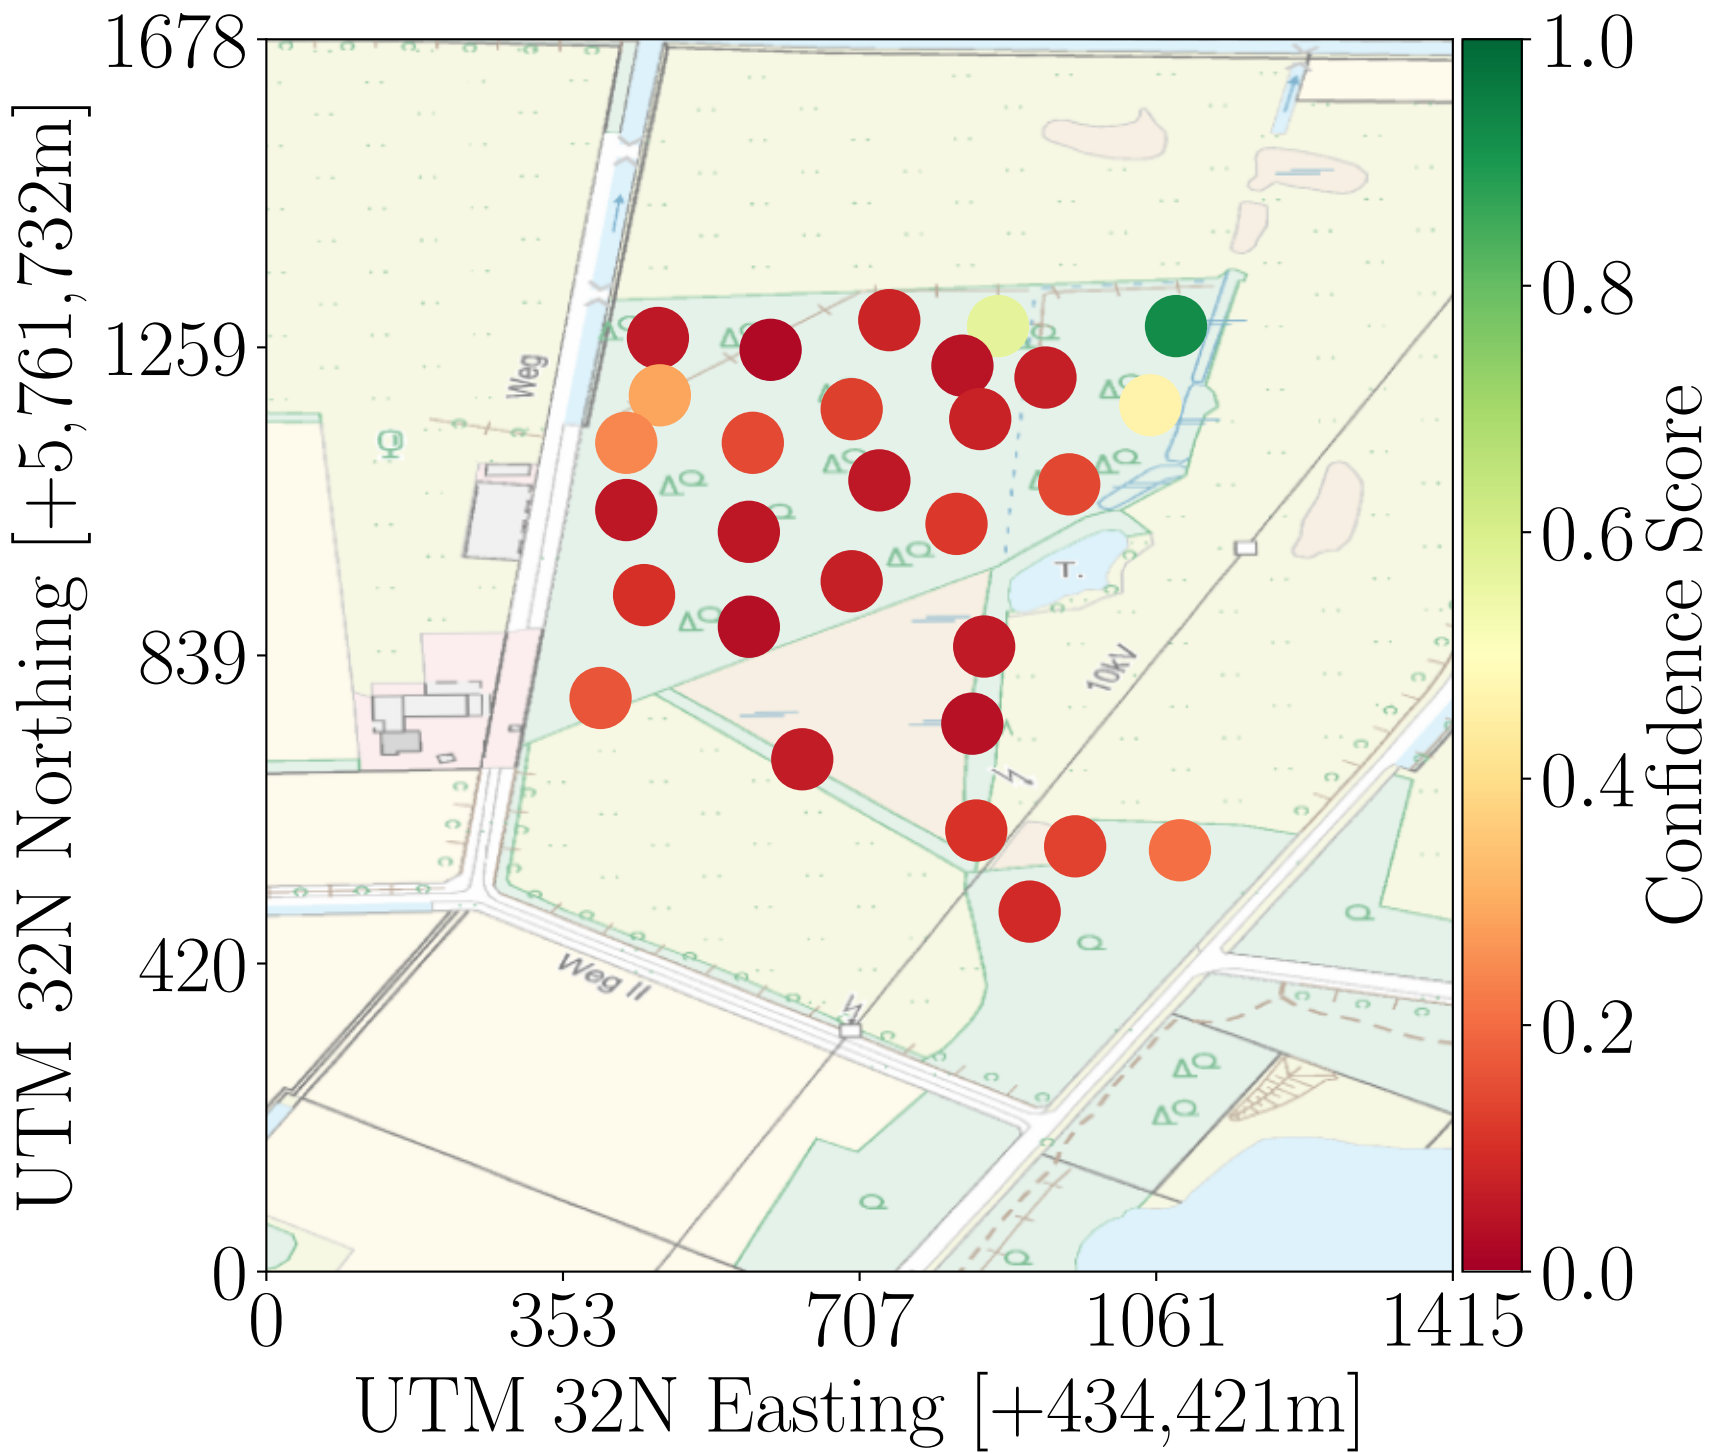 1678
1259
839
420
0
UTM 32N Northing [+5,761,732m]
0
353
707
1061
1415
UTM 32N Easting [+434,421m]
Weg
10kV
T.
Weg II
1.0
0.8
0.6
0.4
0.2
0.0
Confidence Score